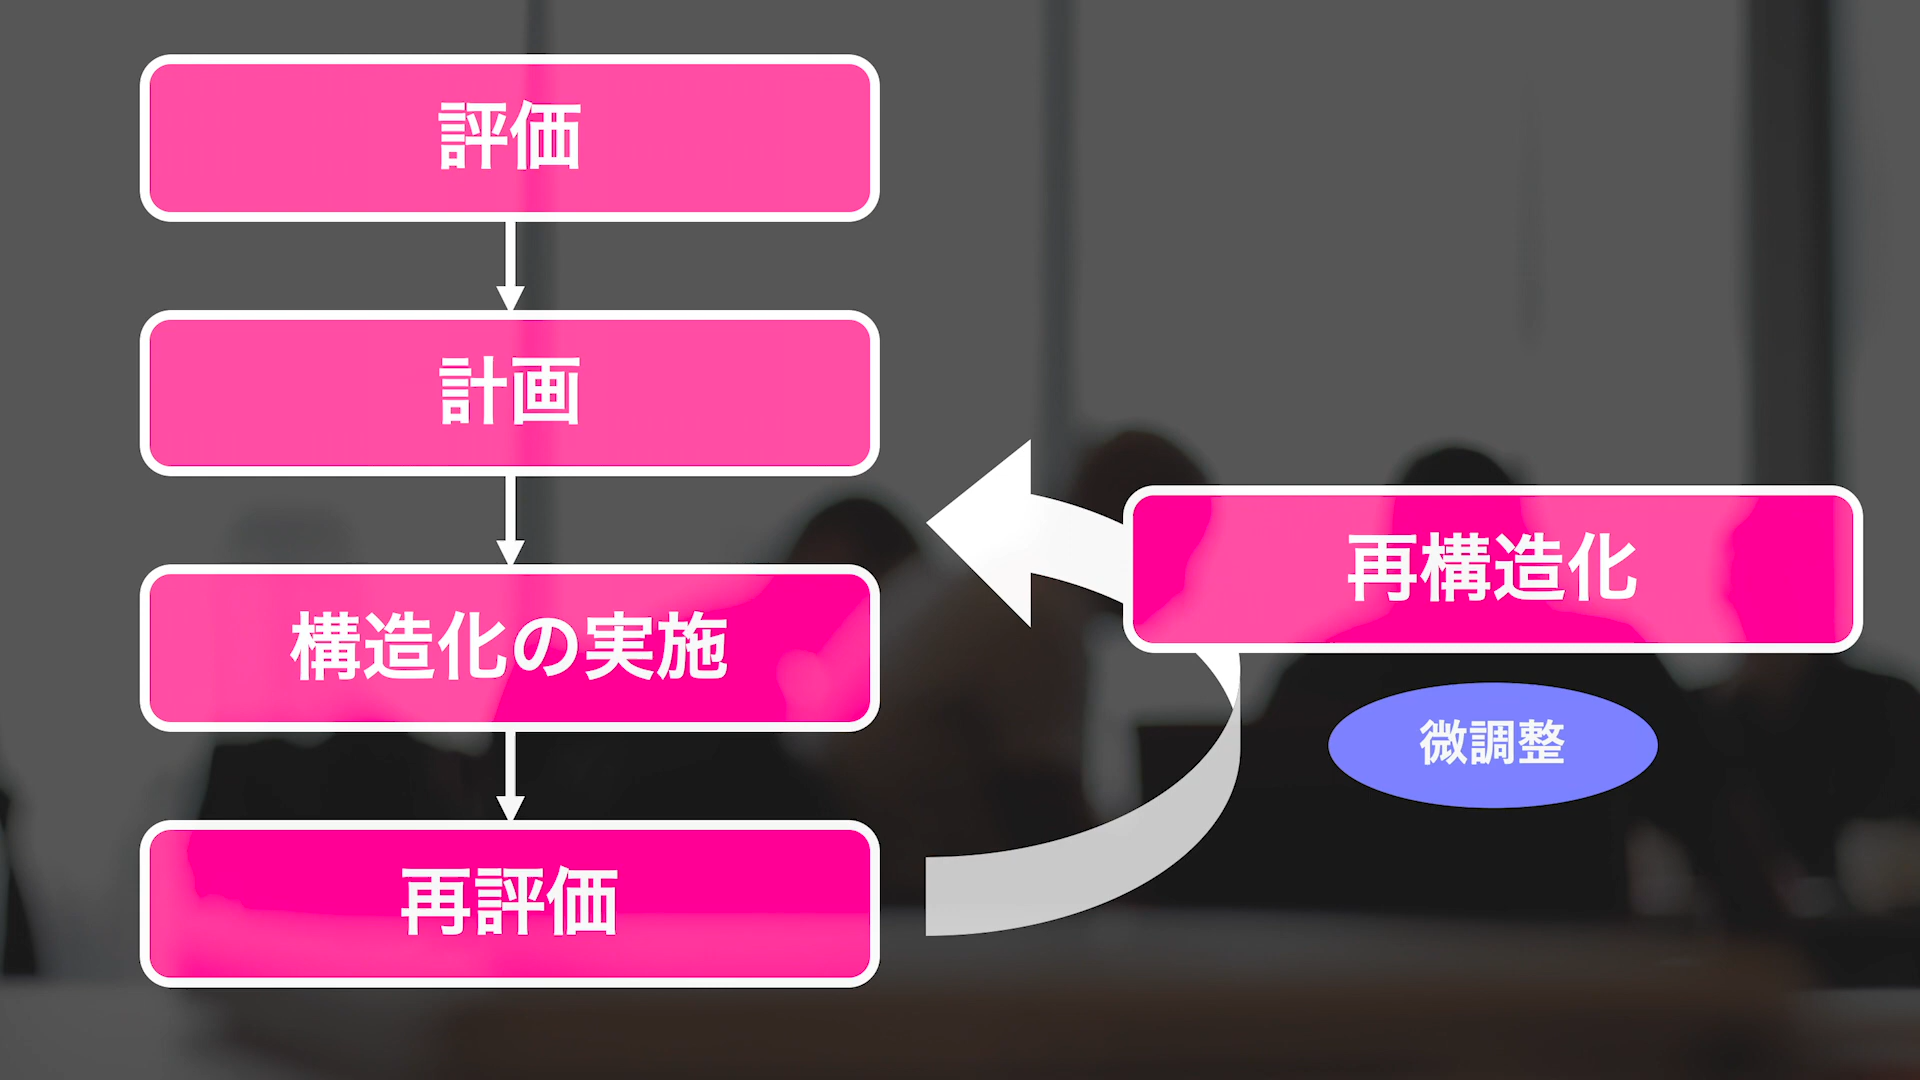 評価
計画
構造化の実施
再評価
再構造化
微調整